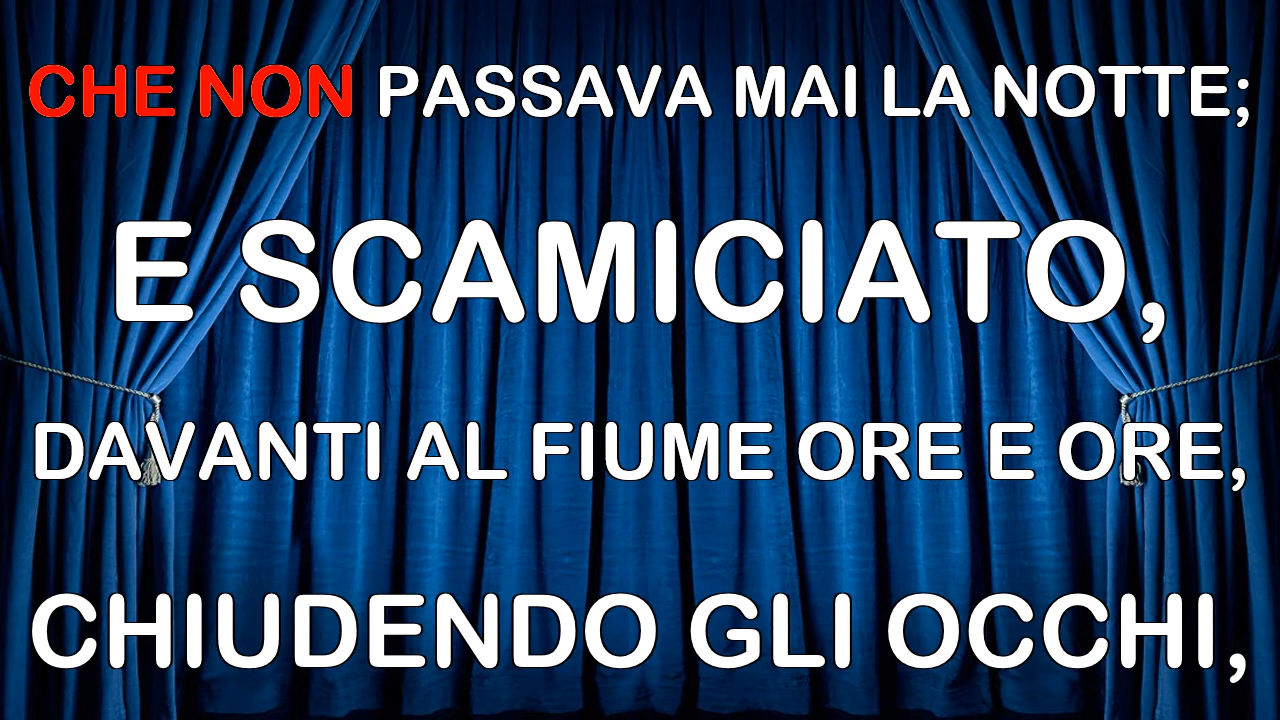 CHE NON PASSAVA MAI LA NOTTE;
E SCAMICIATO,
DAVANTI AL FIUME ORE E ORE,
CHIUDENDO GLI OCCHI,